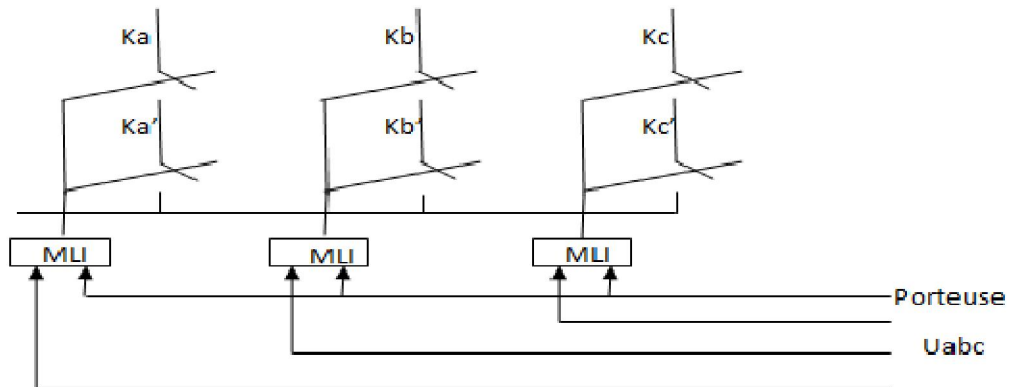 Ka Kb Kc
Ka' Kb' Kc'
MLI MLI MLI
Porteuse
Uabc